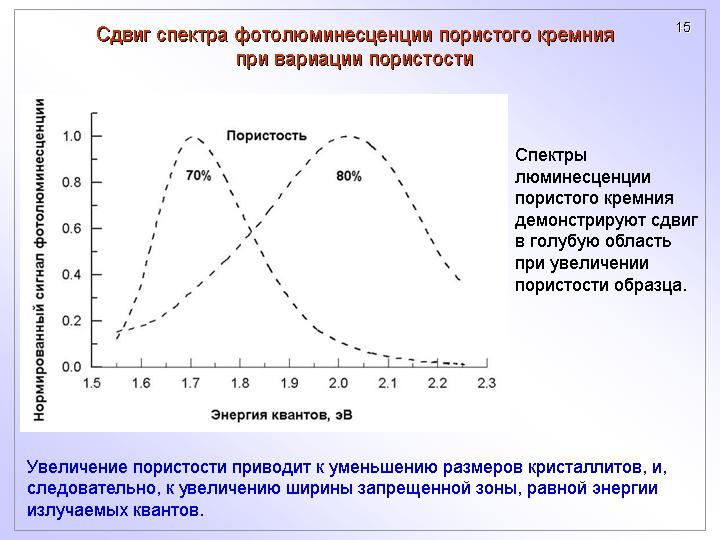 15
Сдвиг спектра фотолюминесценции пористого кремния
при вариации пористости
Нормированный сигнал фотолюминесценции
1.0
0.8
0.6
0.4
0.2
0.0
Пористость
70%
80%
1.5 1.6 1.7 1.8 1.9 2.0 2.1 2.2 2.3
Энергия квантов, эВ
Спектры
люминесценции
пористого кремния
демонстрируют сдвиг
в голубую область
при увеличении
пористости образца.
Увеличение пористости приводит к уменьшению размеров кристаллитов, и,
следовательно, к увеличению ширины запрещенной зоны, равной энергии
излучаемых квантов.